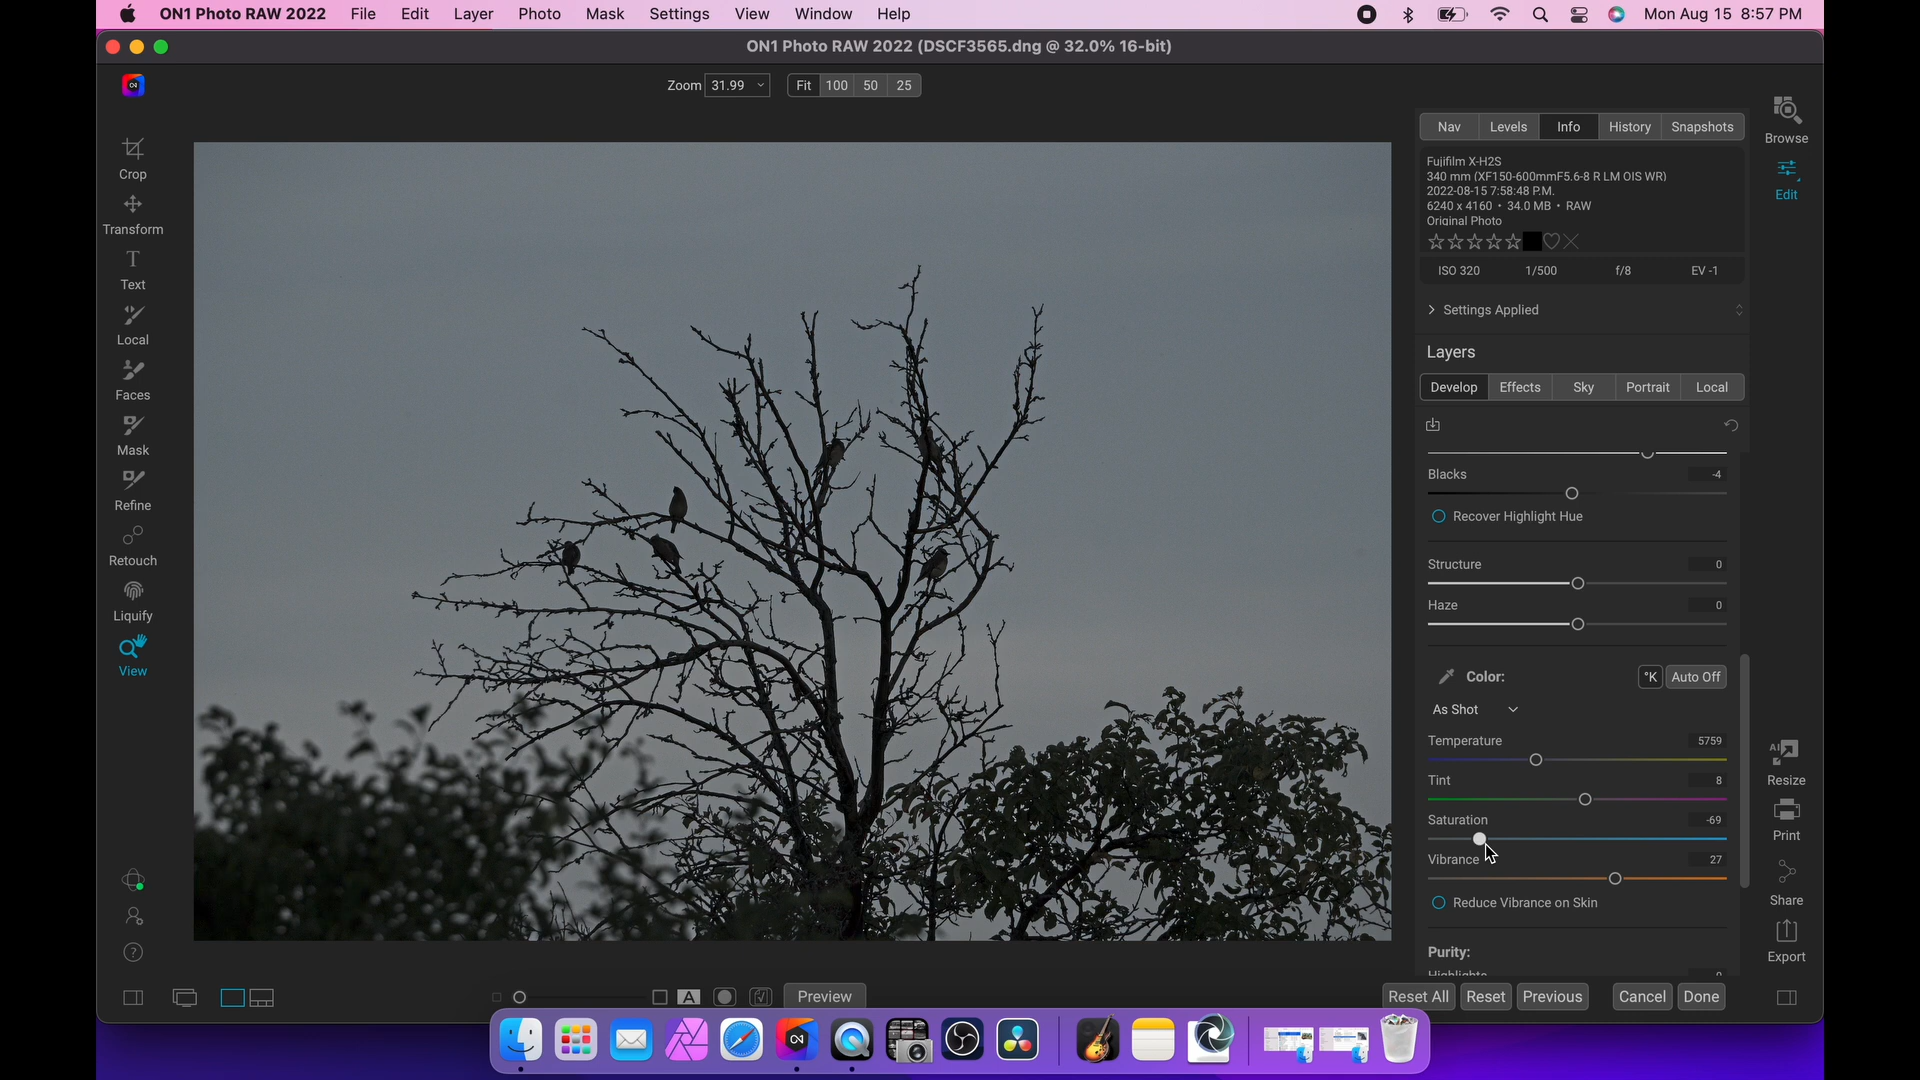 ON1 Photo RAW 2022 File Edit Layer Photo Mask Settings View Window Help Mon Aug 15 8:57 PM
ON1 Photo RAW 2022 (DSCF3565.dng @ 32.0% 16-bit)
Zoom 31.99 Fit 100 50 25
Crop
Transform
Text
Local
Faces
Mask
Refine
Retouch
Liquify
View
Nav Levels Info History Snapshots
Fujifilm X-H2S
340 mm (XF150-600mmF5.6-8 R LM OIS WR)
2022-08-15 7:58:48 P.M.
6240 x 4160 • 34.0 MB • RAW
Original Photo
ISO 320 1/500 f/8 EV -1
Settings Applied
Layers
Develop Effects Sky Portrait Local
Blacks -4
Recover Highlight Hue
Structure 0
Haze 0
Color: °K Auto Off
As Shot
Temperature 5759
Tint 8
Saturation -69
Vibrance 27
Reduce Vibrance on Skin
Purity:
Highlights 0
Browse
Edit
AI
Resize
Print
Share
Export
A Preview Reset All Reset Previous Cancel Done